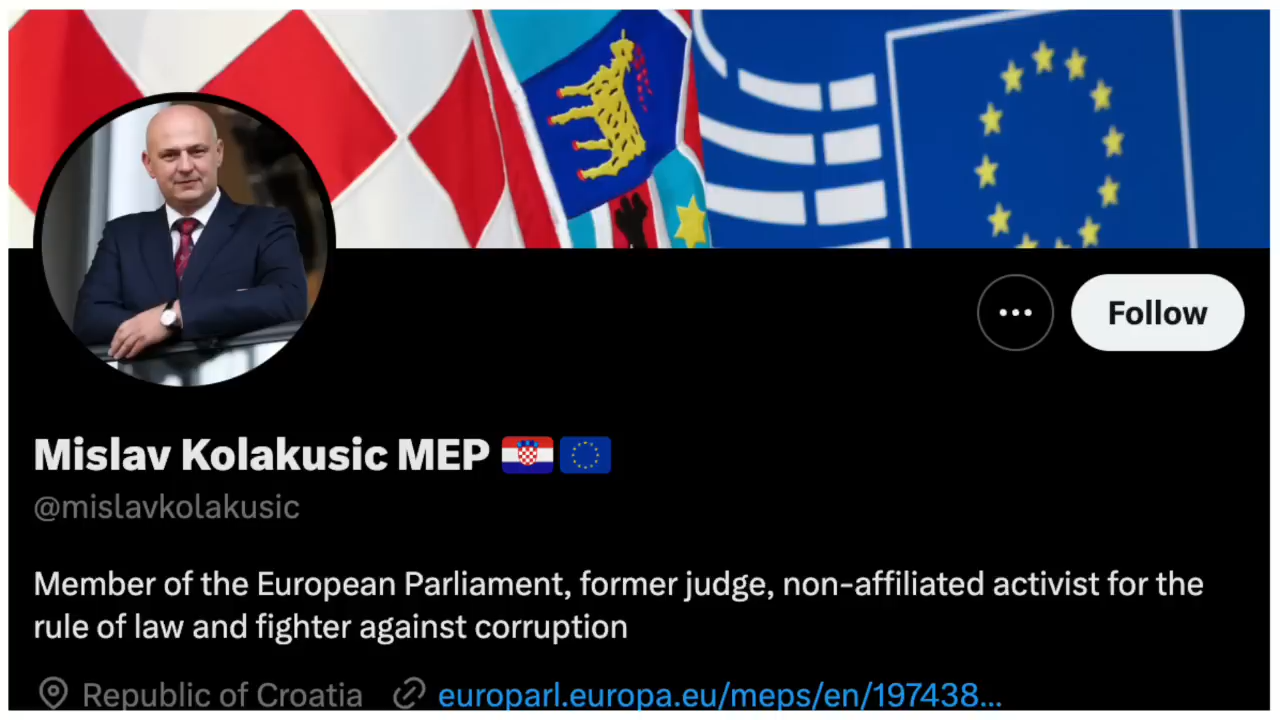 Follow
Mislav Kolakusic MEP 🇭🇷🇪🇺
@mislavkolakusic
Member of the European Parliament, former judge, non-affiliated activist for the
rule of law and fighter against corruption
Republic of Croatia europarl.europa.eu/meps/en/197438...